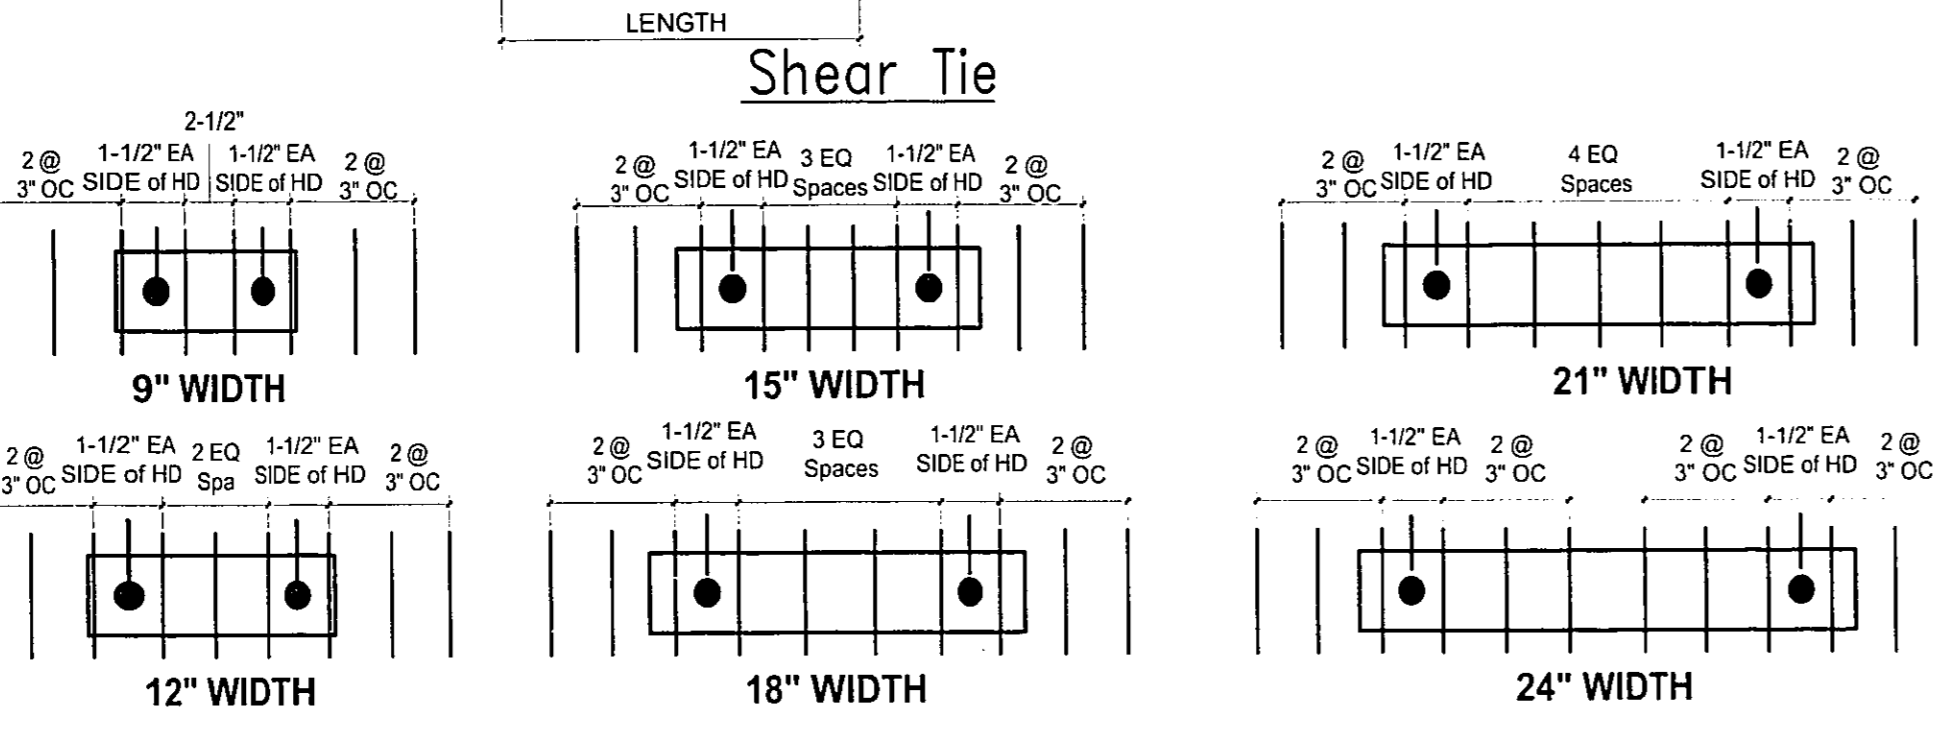 LENGTH
Shear Tie
2-1/2"
2 @
3" OC
1-1/2" EA
SIDE of HD
1-1/2" EA
SIDE of HD
2 @
3" OC
9" WIDTH
2 @
3" OC
1-1/2" EA
SIDE of HD
3 EQ
Spaces
1-1/2" EA
SIDE of HD
2 @
3" OC
15" WIDTH
2 @
3" OC
1-1/2" EA
SIDE of HD
4 EQ
Spaces
1-1/2" EA
SIDE of HD
2 @
3" OC
21" WIDTH
2 @
3" OC
1-1/2" EA
SIDE of HD
2 EQ
Spa
1-1/2" EA
SIDE of HD
2 @
3" OC
12" WIDTH
2 @
3" OC
1-1/2" EA
SIDE of HD
3 EQ
Spaces
1-1/2" EA
SIDE of HD
2 @
3" OC
18" WIDTH
2 @
3" OC
1-1/2" EA
SIDE of HD
2 @
3" OC
2 @
3" OC
1-1/2" EA
SIDE of HD
2 @
3" OC
24" WIDTH